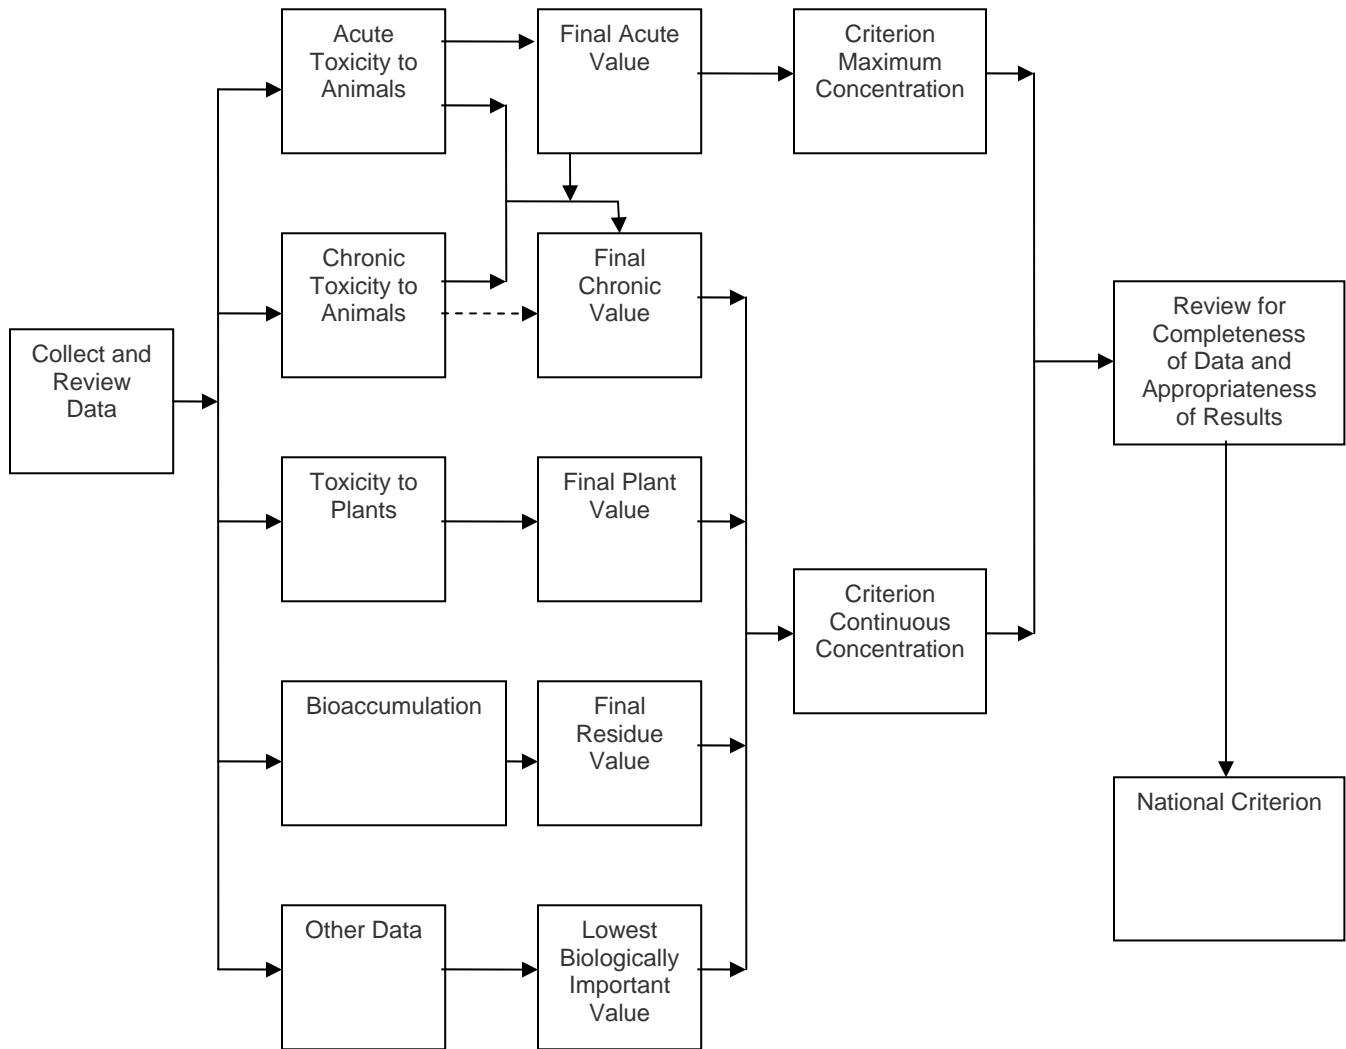 Acute
Toxicity to
Animals
Final Acute
Value
Criterion
Maximum
Concentration
Chronic
Toxicity to
Animals
Final
Chronic
Value
Collect and
Review
Data
Review for
Completeness
of Data and
Appropriateness
of Results
Toxicity to
Plants
Final Plant
Value
Criterion
Continuous
Concentration
Bioaccumulation
Final
Residue
Value
National Criterion
Other Data
Lowest
Biologically
Important
Value